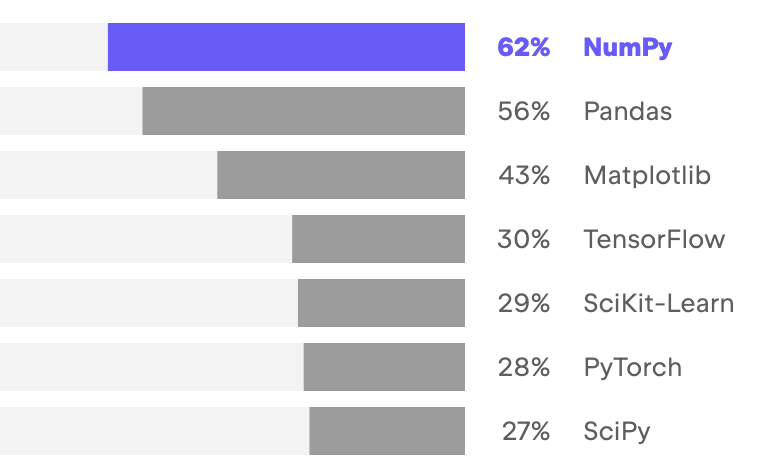 62% NumPy
56% Pandas
43% Matplotlib
30% TensorFlow
29% SciKit-Learn
28% PyTorch
27% SciPy